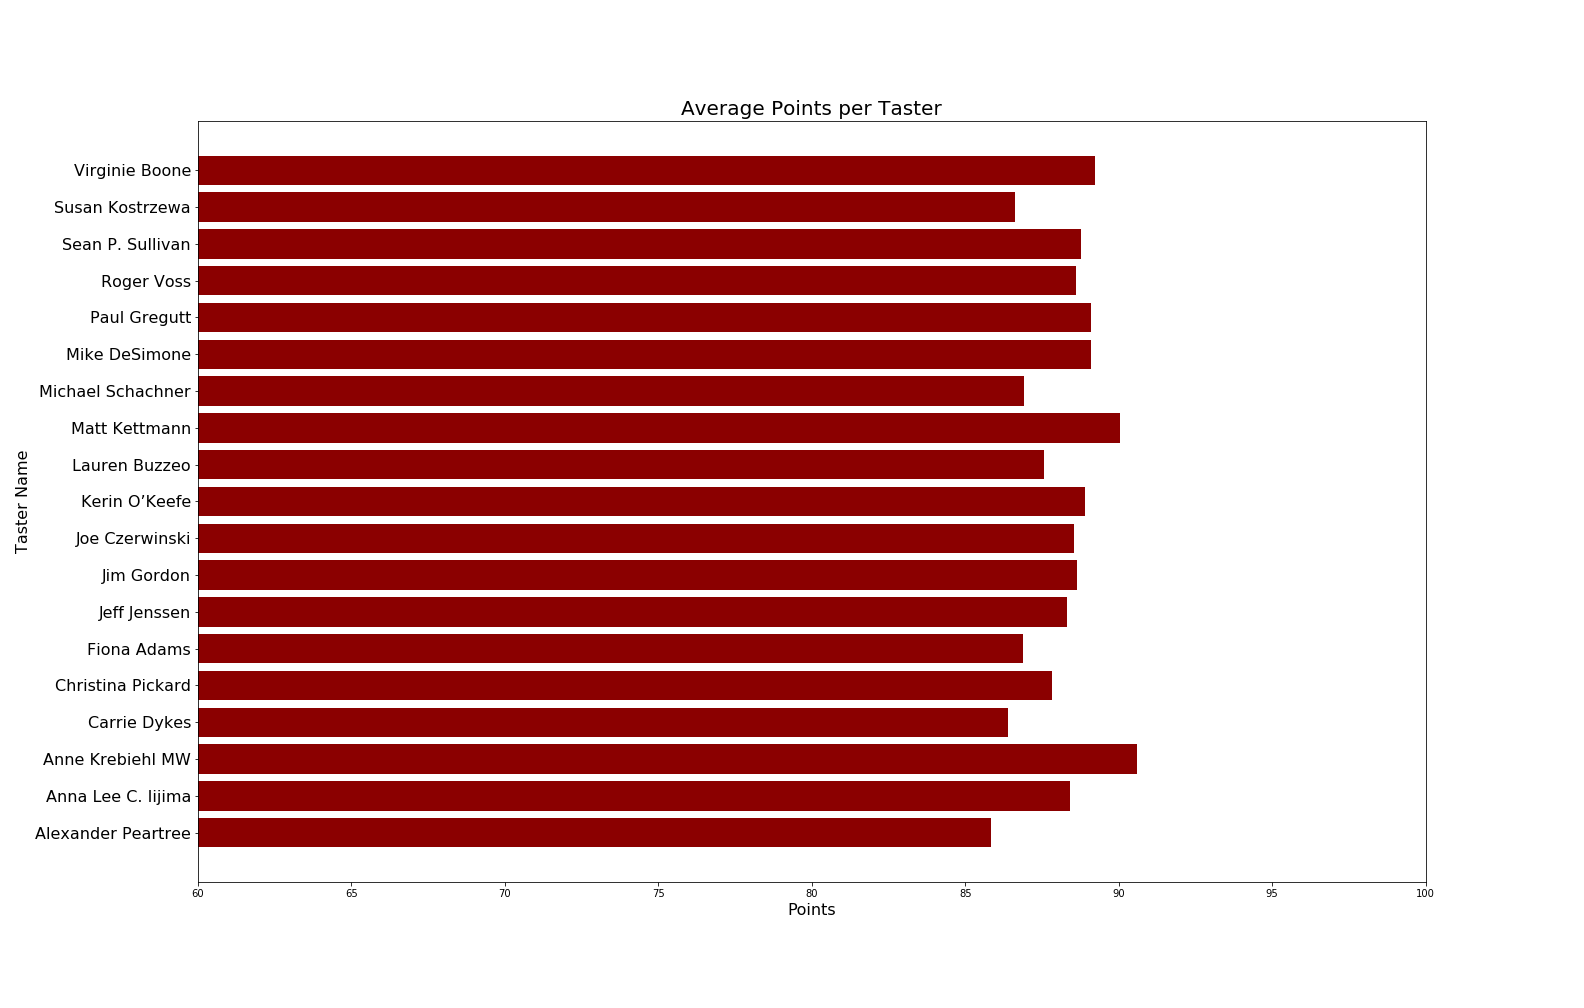 Average Points per Taster
Virginie Boone
Susan Kostrzewa
Sean P. Sullivan
Roger Voss
Paul Gregutt
Mike DeSimone
Michael Schachner
Matt Kettmann
Lauren Buzzeo
Kerin O’Keefe
Joe Czerwinski
Jim Gordon
Jeff Jenssen
Fiona Adams
Christina Pickard
Carrie Dykes
Anne Krebiehl MW
Anna Lee C. Iijima
Alexander Peartree
Taster Name
60 65 70 75 80 85 90 95 100
Points